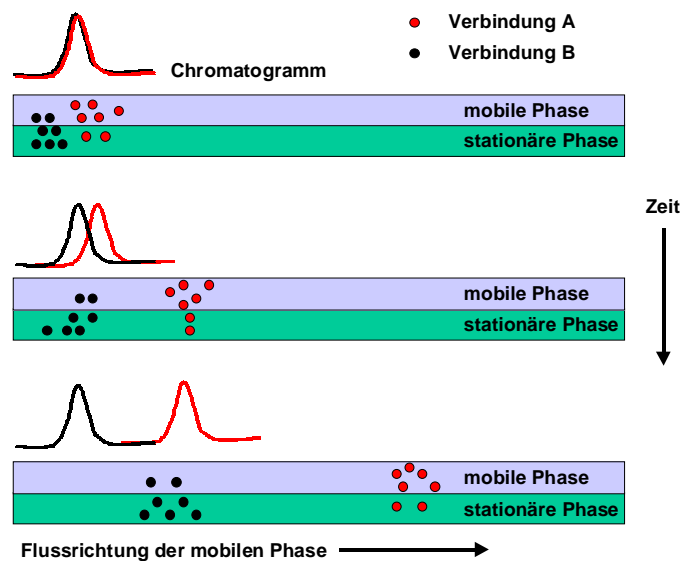 Verbindung A
Verbindung B
Chromatogramm
mobile Phase
stationäre Phase
Zeit
mobile Phase
stationäre Phase
mobile Phase
stationäre Phase
Flussrichtung der mobilen Phase